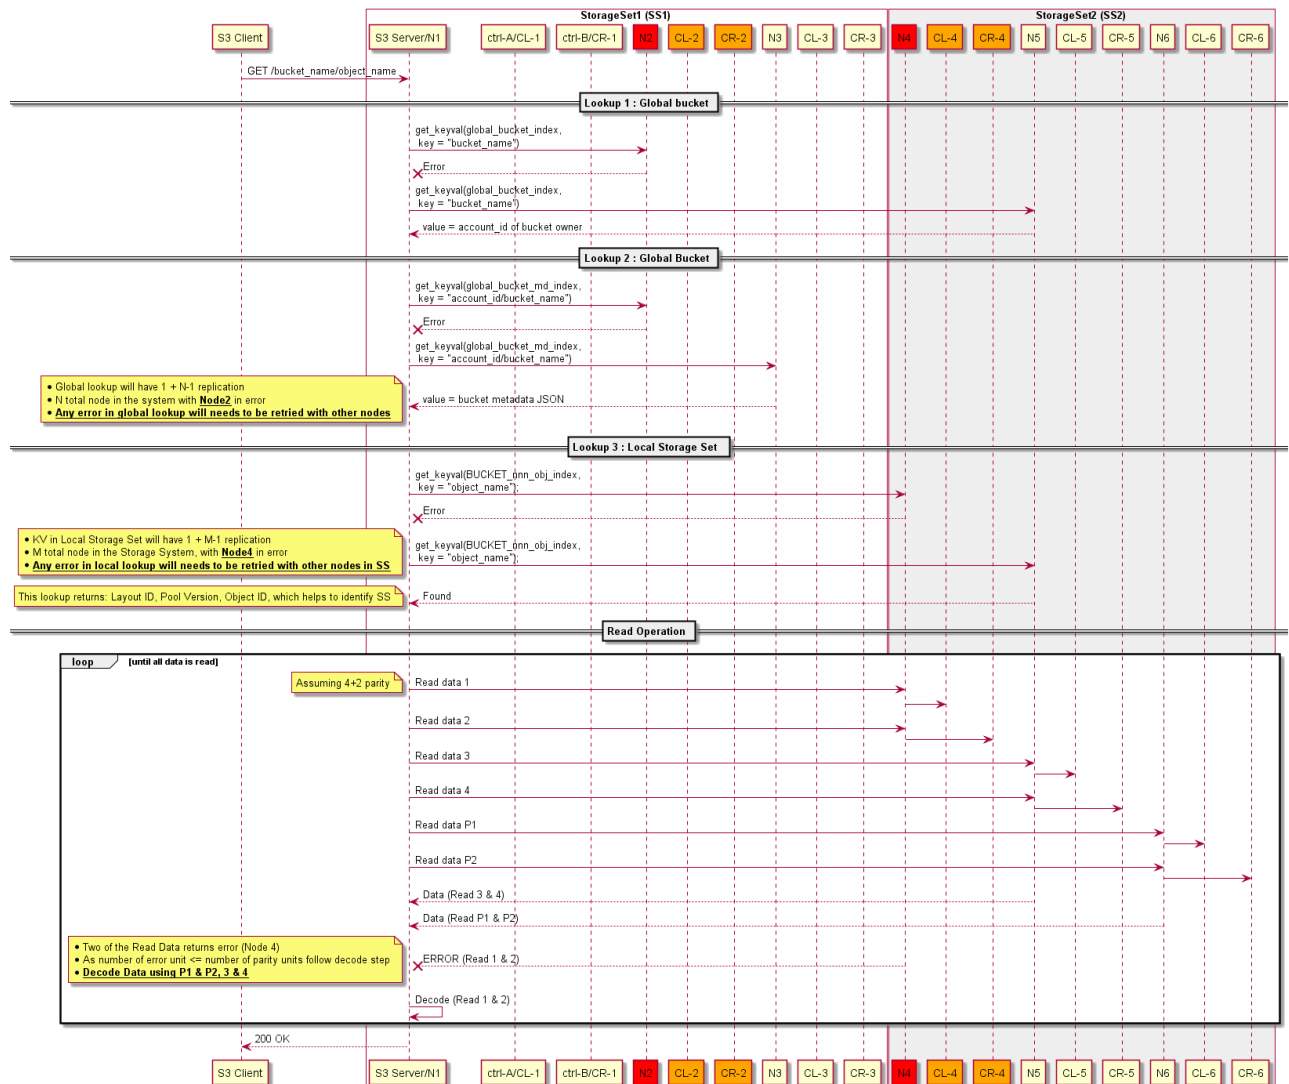 StorageSet1 (SS1)
StorageSet2 (SS2)
S3 Client
S3 Server/N1
ctrl-A/CL-1
ctrl-B/CR-1
N2
CL-2
CR-2
N3
CL-3
CR-3
N4
CL-4
CR-4
N5
CL-5
CR-5
N6
CL-6
CR-6
GET /bucket_name/object_name
Lookup 1 : Global bucket
get_keyval(global_bucket_index,
key = "bucket_name")
Error
get_keyval(global_bucket_index,
key = "bucket_name")
value = account_id of bucket owner
Lookup 2 : Global Bucket
get_keyval(global_bucket_md_index,
key = "account_id/bucket_name")
Error
get_keyval(global_bucket_md_index,
key = "account_id/bucket_name")
• Global lookup will have 1 + N-1 replication
• N total node in the system with Node2 in error
• Any error in global lookup will needs to be retried with other nodes
value = bucket metadata JSON
Lookup 3 : Local Storage Set
get_keyval(BUCKET_nnn_obj_index,
key = "object_name");
Error
• KV in Local Storage Set will have 1 + M-1 replication
• M total node in the Storage System, with Node4 in error
• Any error in local lookup will needs to be retried with other nodes in SS
get_keyval(BUCKET_nnn_obj_index,
key = "object_name");
This lookup returns: Layout ID, Pool Version, Object ID, which helps to identify SS
Found
Read Operation
loop
[until all data is read]
Assuming 4+2 parity
Read data 1
Read data 2
Read data 3
Read data 4
Read data P1
Read data P2
Data (Read 3 & 4)
Data (Read P1 & P2)
• Two of the Read Data returns error (Node 4)
• As number of error unit <= number of parity units follow decode step
• Decode Data using P1 & P2, 3 & 4
ERROR (Read 1 & 2)
Decode (Read 1 & 2)
200 OK
S3 Client
S3 Server/N1
ctrl-A/CL-1
ctrl-B/CR-1
N2
CL-2
CR-2
N3
CL-3
CR-3
N4
CL-4
CR-4
N5
CL-5
CR-5
N6
CL-6
CR-6